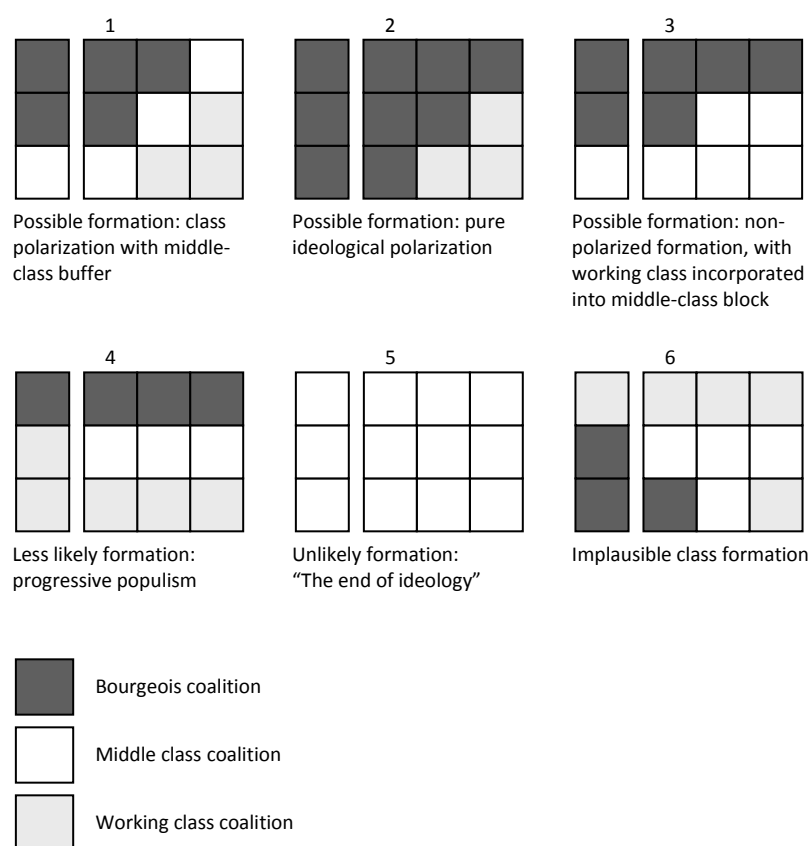 1
2
3
Possible formation: class
polarization with middle-
class buffer
Possible formation: pure
ideological polarization
Possible formation: non-
polarized formation, with
working class incorporated
into middle-class block
4
5
6
Less likely formation:
progressive populism
Unlikely formation:
“The end of ideology”
Implausible class formation
Bourgeois coalition
Middle class coalition
Working class coalition